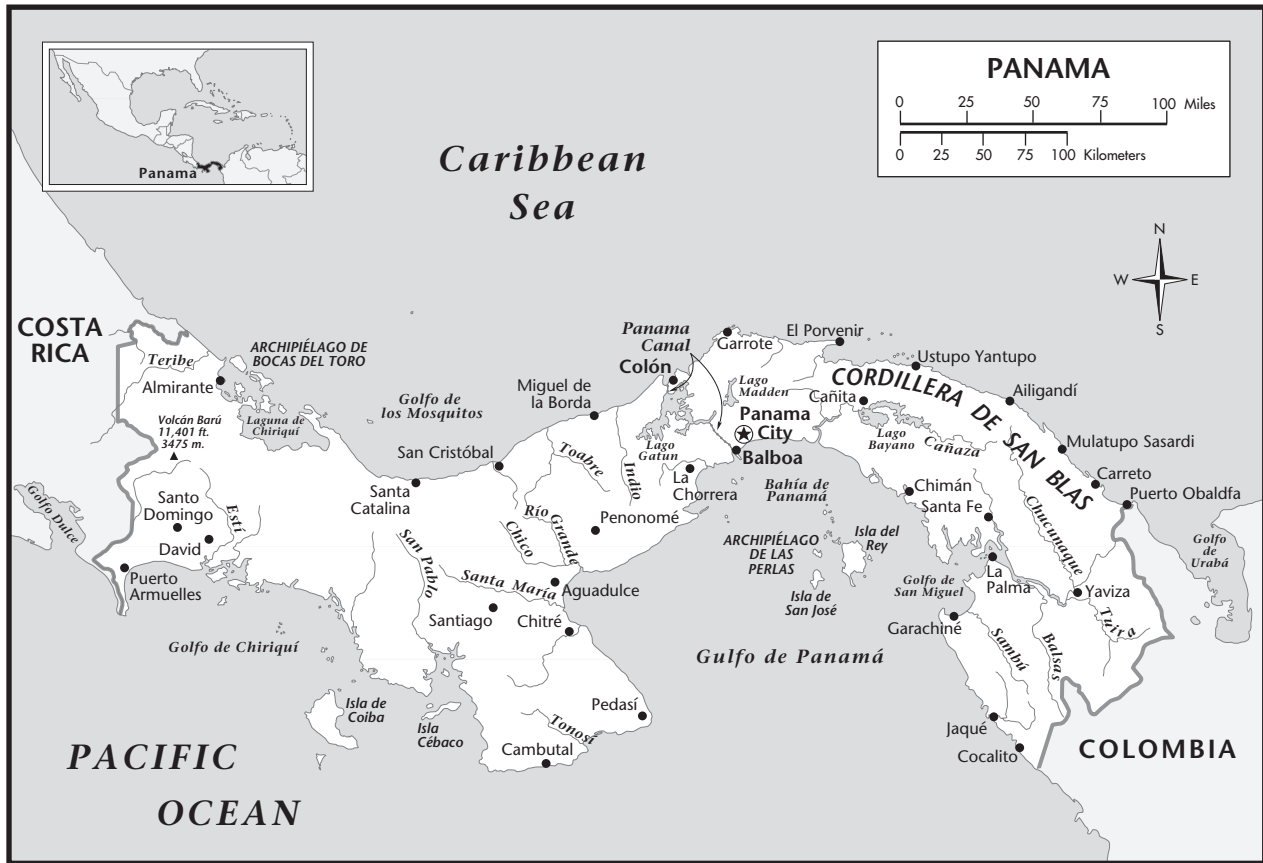 PANAMA
0 25 50 75 100 Miles
0 25 50 75 100 Kilometers
Panama
Caribbean
Sea
N
W E
S
COSTA
RICA
Teribe
Almirante
ARCHIPIÉLAGO DE
BOCAS DEL TORO
Laguna de
Chiriquí
Volcán Barú
11,401 ft.
3475 m.
Golfo de
los Mosquitos
Miguel de
la Borda
Colón
Panama
Canal
Garrote
El Porvenir
Ustupo Yantupo
Ailigandí
CORDILLERA DE SAN BLAS
Mulatupo Sasardi
Carreto
Puerto Obaldfa
Lago
Madden
Cañita
Panama
City
Balboa
Lago
Bayano
Cañaza
Lago
Gatun
La
Chorrera
Bahía de
Panamá
Chimán
Santa Fe
Chucunaque
Golfo
de
Urabá
San Cristóbal
Santa
Catalina
Toabre
Indio
Río Grande
Chico
Penonomé
Golfo Dulce
Santo
Domingo
Estí
David
Puerto
Armuelles
San Pablo
Santa María
Aguadulce
Santiago
Chitré
ARCHIPIÉLAGO
DE LAS
PERLAS
Isla del
Rey
Isla de
San José
Golfo de
San Miguel
La
Palma
Yaviza
Tuira
Garachiné
Sambú
Balsas
Golfo de Chiriquí
Gulfo de Panamá
Isla de
Coiba
Isla
Cébaco
Pedasí
Tonosí
Cambutal
Jaqué
Cocalito
COLOMBIA
PACIFIC
OCEAN